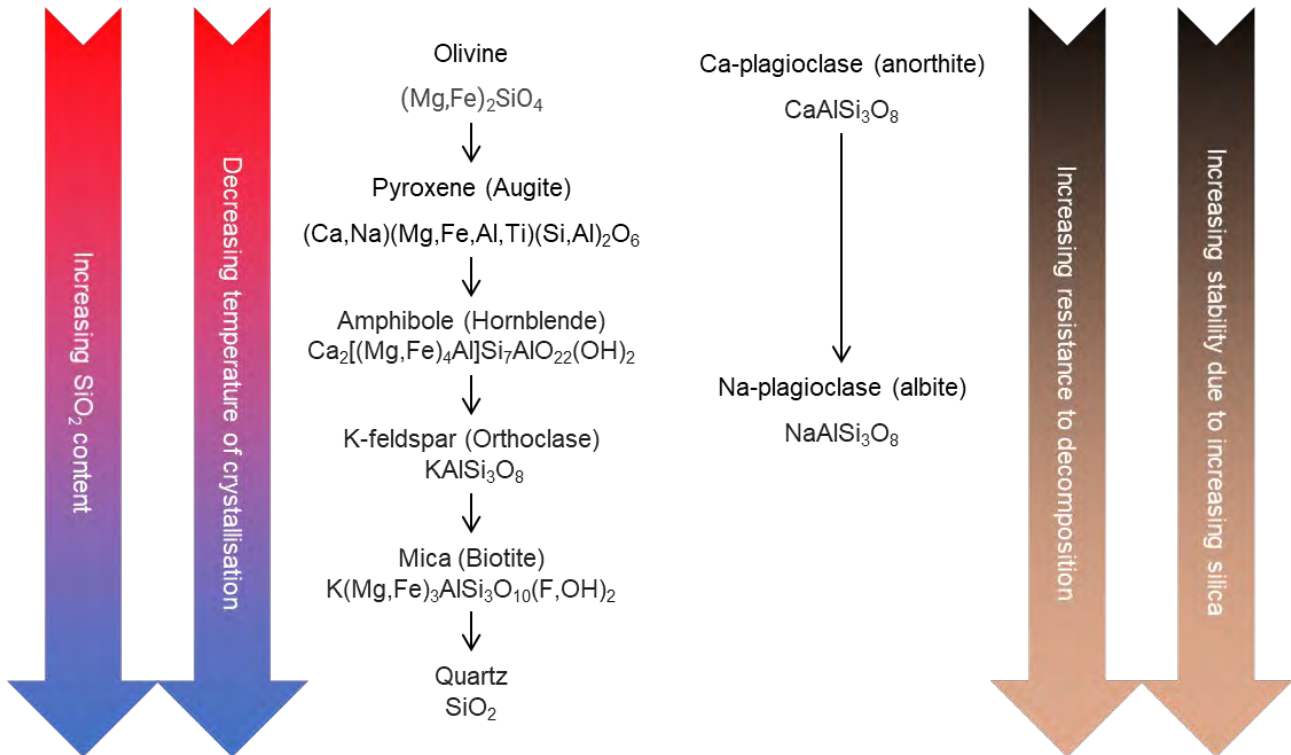 Increasing SiO₂ content
Decreasing temperature of crystallisation
Olivine
(Mg,Fe)₂SiO₄
Pyroxene (Augite)
(Ca,Na)(Mg,Fe,Al,Ti)(Si,Al)₂O₆
Amphibole (Hornblende)
Ca₂[(Mg,Fe)₄Al]Si₇AlO₂₂(OH)₂
K-feldspar (Orthoclase)
KAlSi₃O₈
Mica (Biotite)
K(Mg,Fe)₃AlSi₃O₁₀(F,OH)₂
Quartz
SiO₂
Ca-plagioclase (anorthite)
CaAlSi₃O₈
Na-plagioclase (albite)
NaAlSi₃O₈
Increasing resistance to decomposition
Increasing stability due to increasing silica